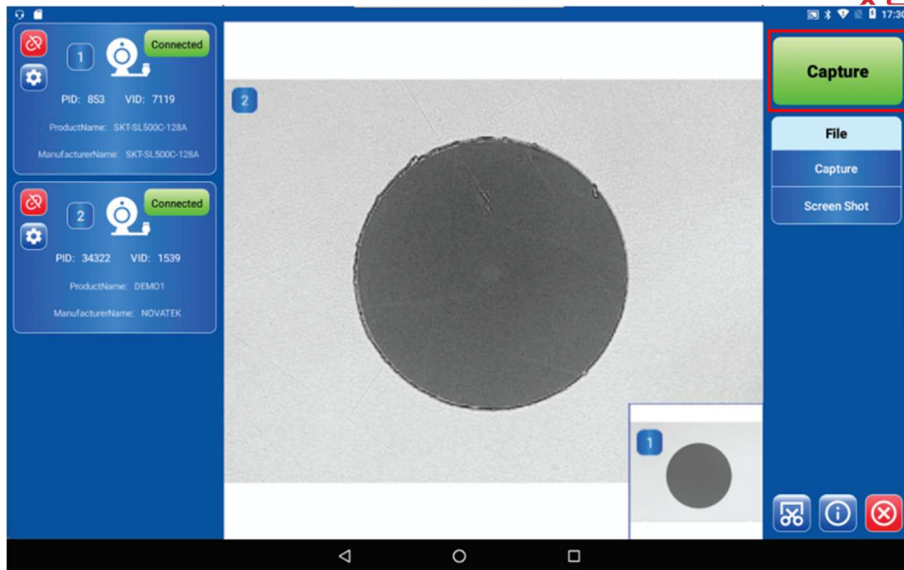 17:30
1
Connected
PID: 853 VID: 7119
ProductName: SKT-SL500C-128A
ManufacturerName: SKT-SL500C-128A
2
Connected
PID: 34322 VID: 1539
ProductName: DEMO1
ManufacturerName: NOVATEK
2
1
Capture
File
Capture
Screen Shot